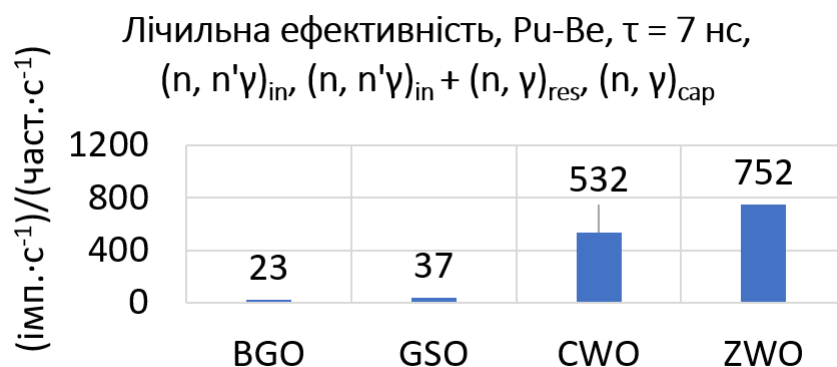 Лічильна ефективність, Pu-Be, τ = 7 нс,
(n, n'γ)in, (n, n'γ)in + (n, γ)res, (n, γ)cap
(імп.·с-1)/(част.·с-1)
1200
800
400
0
23
37
532
752
BGO GSO CWO ZWO